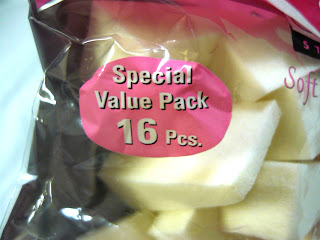 Special
Value Pack
16 Pcs.
Soft